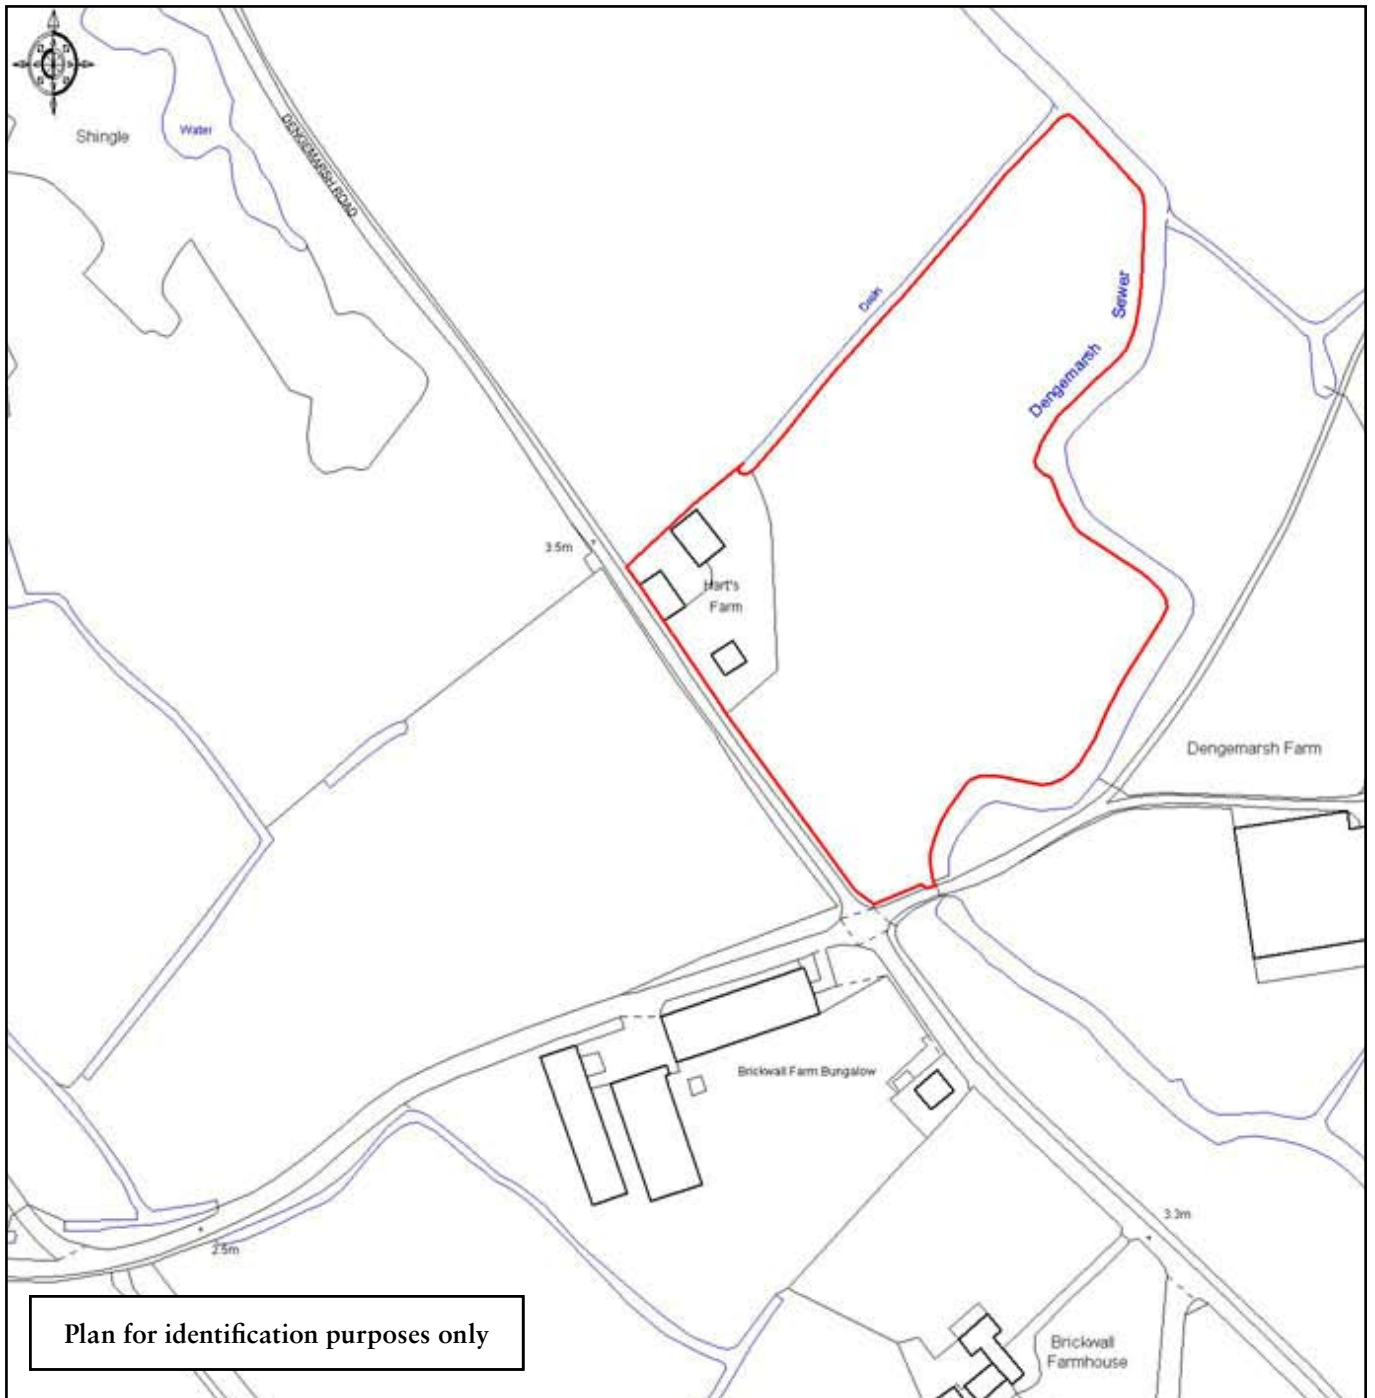 Shingle
Water
DENGEMARSH ROAD
Drain
Sewer
Dengemarsh
3.5m
Hart's
Farm
Dengemarsh Farm
Brickwall Farm Bungalow
3.3m
2.5m
Plan for identification purposes only
Brickwall
Farmhouse